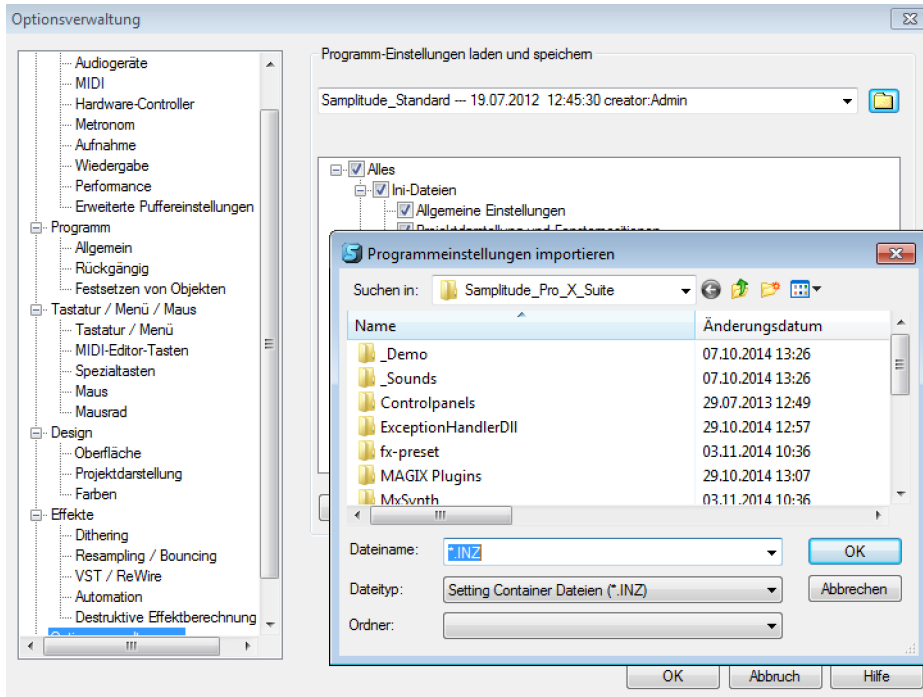 Optionsverwaltung
Audiogeräte
MIDI
Hardware-Controller
Metronom
Aufnahme
Wiedergabe
Performance
Erweiterte Puffereinstellungen
Programm
Allgemein
Rückgängig
Festsetzen von Objekten
Tastatur / Menü / Maus
Tastatur / Menü
MIDI-Editor-Tasten
Spezialtasten
Maus
Mausrad
Design
Oberfläche
Projektdarstellung
Farben
Effekte
Dithering
Resampling / Bouncing
VST / ReWire
Automation
Destruktive Effektberechnung
Programm-Einstellungen laden und speichern
Samplitude_Standard --- 19.07.2012 12:45:30 creator:Admin
Alles
Ini-Dateien
Allgemeine Einstellungen
Projektdarstellung und Fensterpositionen
Programmeinstellungen importieren
Suchen in: Samplitude_Pro_X_Suite
Name Änderungsdatum
_Demo 07.10.2014 13:26
_Sounds 07.10.2014 13:26
Controlpanels 29.07.2013 12:49
ExceptionHandlerDll 29.10.2014 12:57
fx-preset 03.11.2014 10:36
MAGIX Plugins 29.10.2014 13:07
MxSynth 03.11.2014 10:36
Dateiname: *.INZ OK
Dateityp: Setting Container Dateien (*.INZ) Abbrechen
Ordner:
OK Abbruch Hilfe